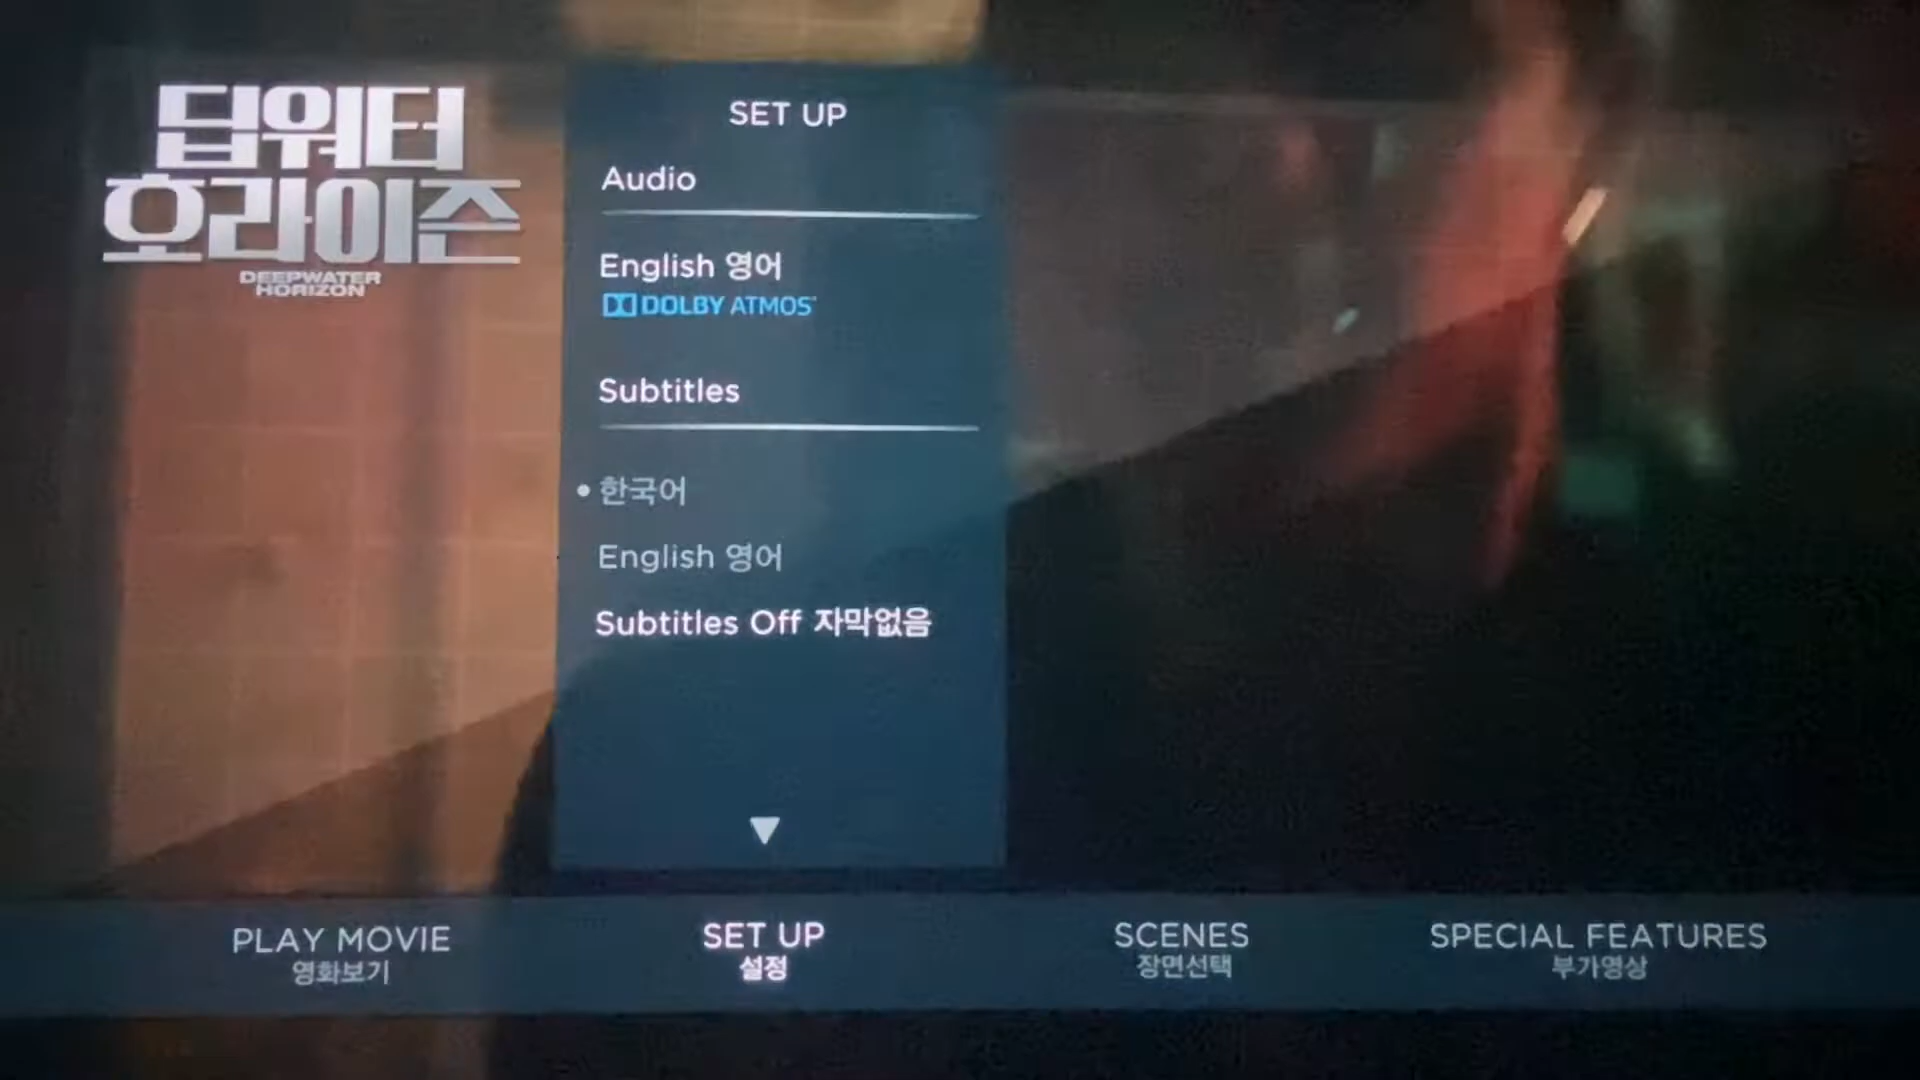 딥워터
호라이즌
DEEPWATER
HORIZON
SET UP
Audio
English 영어
DOLBY ATMOS
Subtitles
• 한국어
English 영어
Subtitles Off 자막없음
PLAY MOVIE
영화보기
SET UP
설정
SCENES
장면선택
SPECIAL FEATURES
부가영상